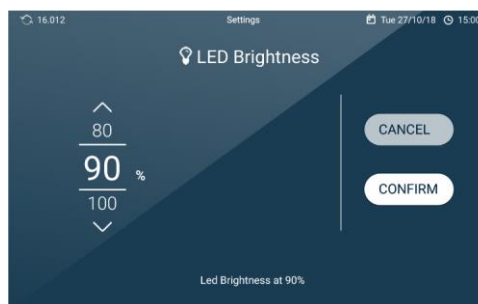 16.012 Settings Tue 27/10/18 15:00
LED Brightness
80
90 %
100
CANCEL
CONFIRM
Led Brightness at 90%